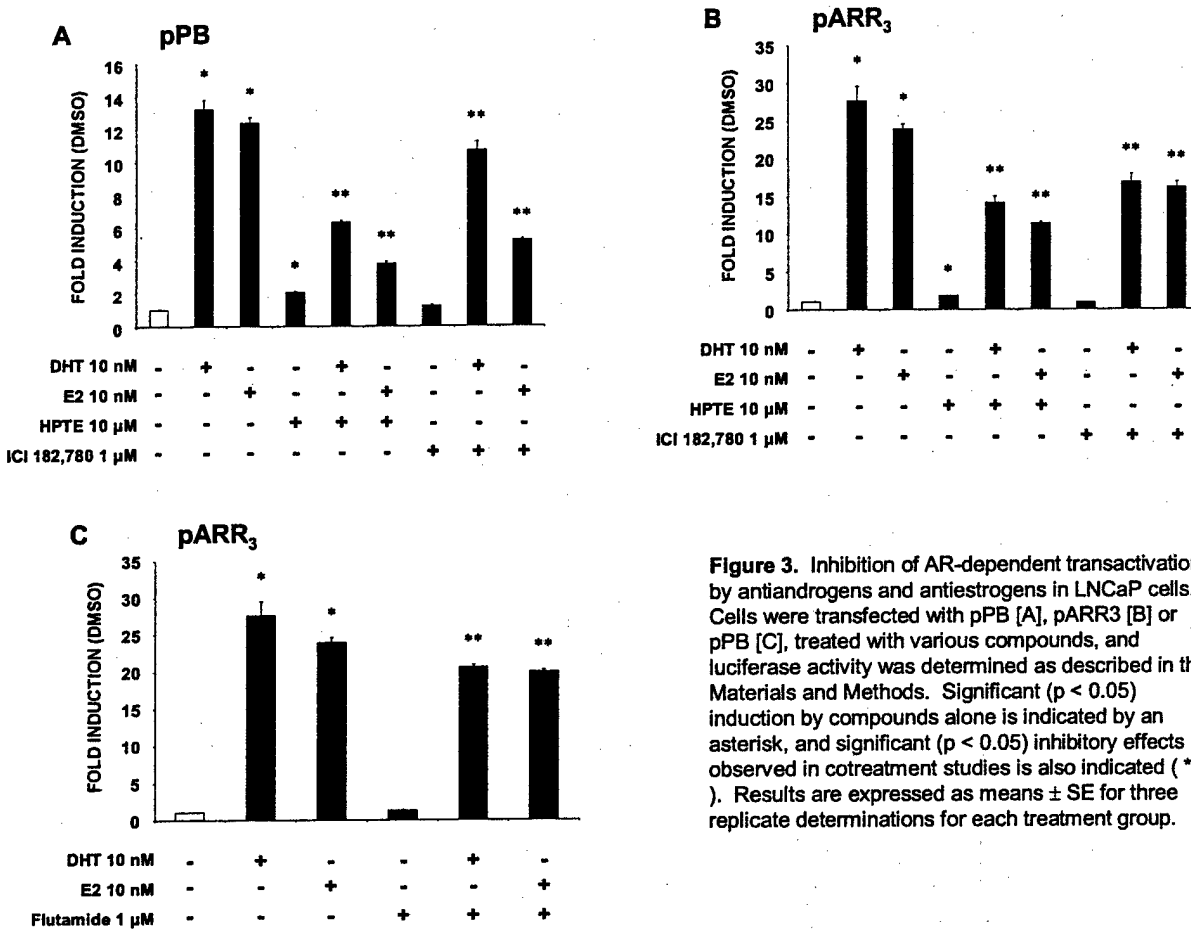 A pPB
16
14
12
10
8
6
4
2
0
FOLD INDUCTION (DMSO)
* * * ** ** ** **
DHT 10 nM - + - - + - - + -
E2 10 nM - - + - - + - - +
HPTE 10 µM - - - + + + - - -
ICI 182,780 1 µM - - - - - - + + +
B pARR3
35
30
25
20
15
10
5
0
FOLD INDUCTION (DMSO)
* * * ** ** ** **
DHT 10 nM - + - - + - - + -
E2 10 nM - - + - - + - - +
HPTE 10 µM - - - + + + - - -
ICI 182,780 1 µM - - - - - - + + +
C pARR3
35
30
25
20
15
10
5
0
FOLD INDUCTION (DMSO)
* * ** **
DHT 10 nM - + - - + -
E2 10 nM - - + - - +
Flutamide 1 µM - - - + + +
Figure 3. Inhibition of AR-dependent transactivatio
by antiandrogens and antiestrogens in LNCaP cells.
Cells were transfected with pPB [A], pARR3 [B] or
pPB [C], treated with various compounds, and
luciferase activity was determined as described in th
Materials and Methods. Significant (p < 0.05)
induction by compounds alone is indicated by an
asterisk, and significant (p < 0.05) inhibitory effects
observed in cotreatment studies is also indicated ( *
). Results are expressed as means ± SE for three
replicate determinations for each treatment group.